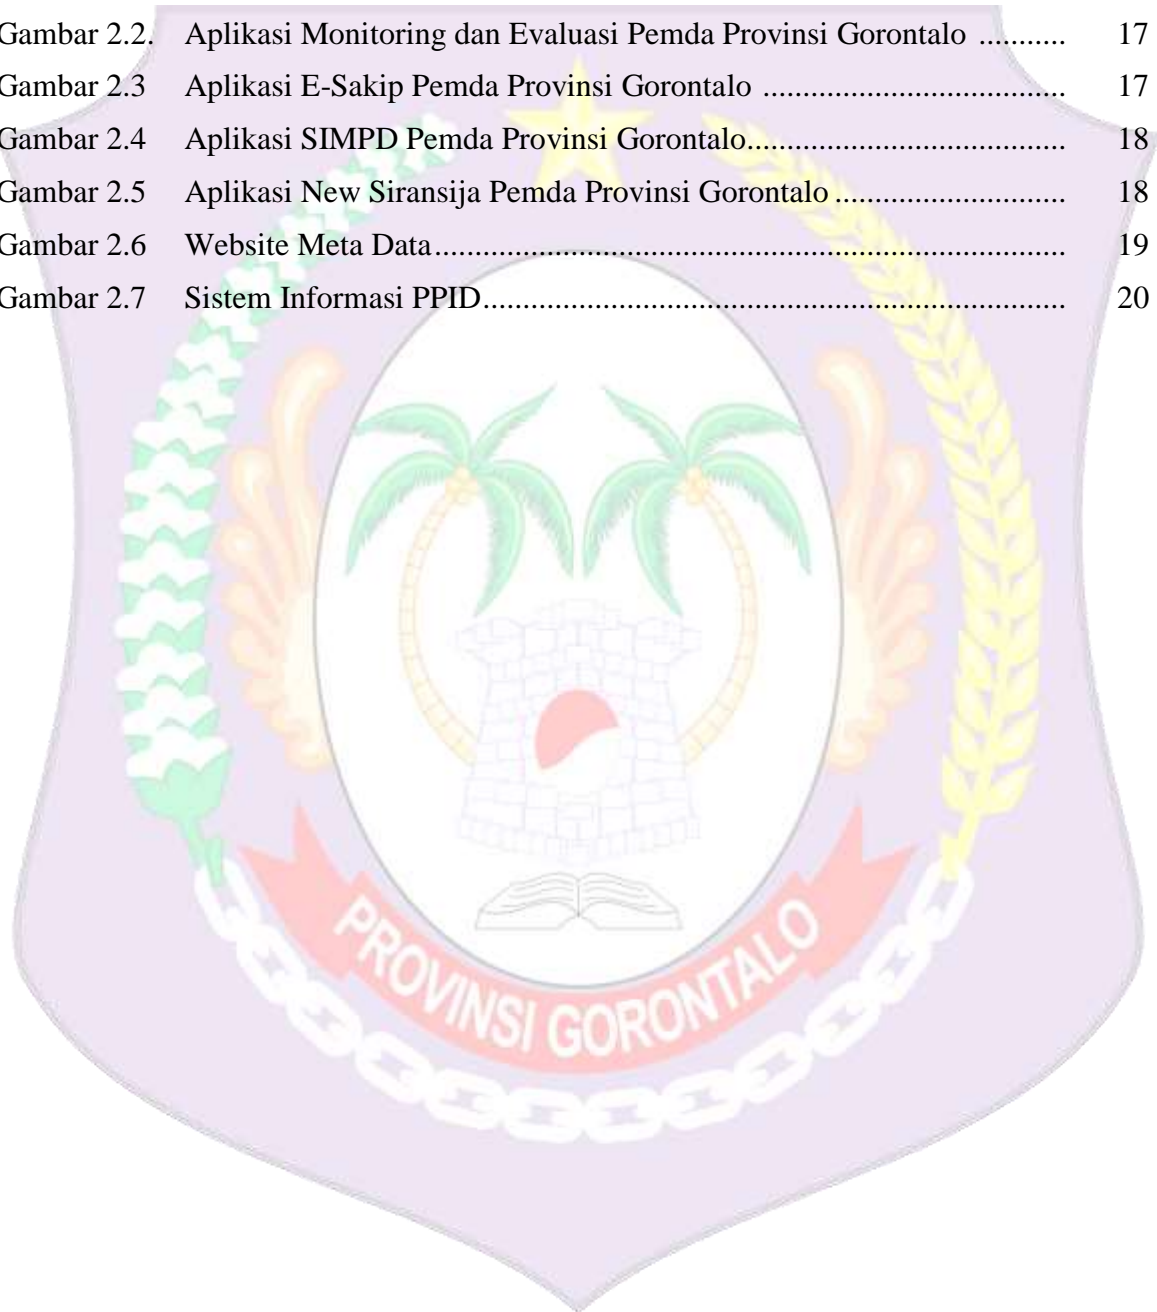 Gambar 2.2. Aplikasi Monitoring dan Evaluasi Pemda Provinsi Gorontalo ........... 17
Gambar 2.3 Aplikasi E-Sakip Pemda Provinsi Gorontalo ..................................... 17
Gambar 2.4 Aplikasi SIMPD Pemda Provinsi Gorontalo....................................... 18
Gambar 2.5 Aplikasi New Siransija Pemda Provinsi Gorontalo ............................ 18
Gambar 2.6 Website Meta Data............................................................................. 19
Gambar 2.7 Sistem Informasi PPID....................................................................... 20
PROVINSI GORONTALO